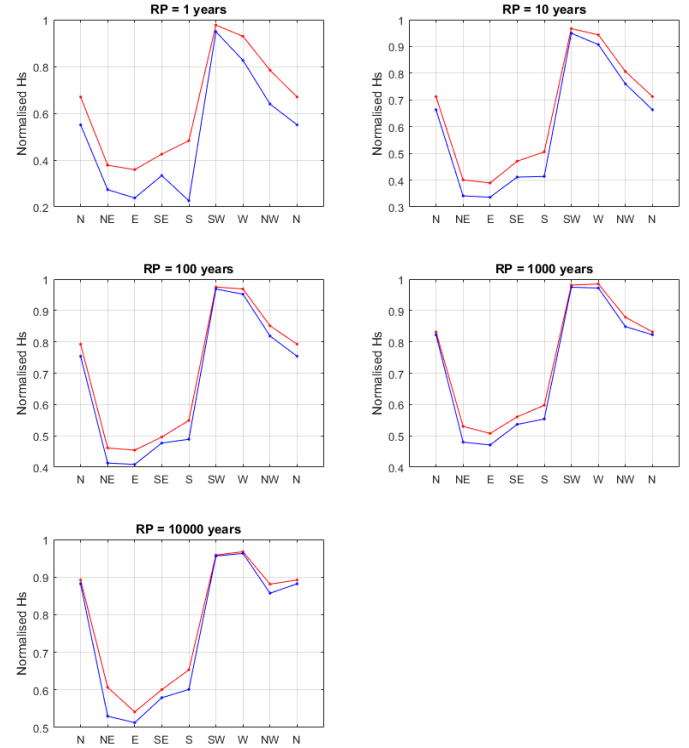 RP = 1 years
Normalised Hs
1
0.8
0.6
0.4
0.2
N NE E SE S SW W NW N
RP = 10 years
Normalised Hs
1
0.9
0.8
0.7
0.6
0.5
0.4
0.3
N NE E SE S SW W NW N
RP = 100 years
Normalised Hs
1
0.9
0.8
0.7
0.6
0.5
0.4
N NE E SE S SW W NW N
RP = 1000 years
Normalised Hs
1
0.9
0.8
0.7
0.6
0.5
0.4
N NE E SE S SW W NW N
RP = 10000 years
Normalised Hs
1
0.9
0.8
0.7
0.6
0.5
N NE E SE S SW W NW N